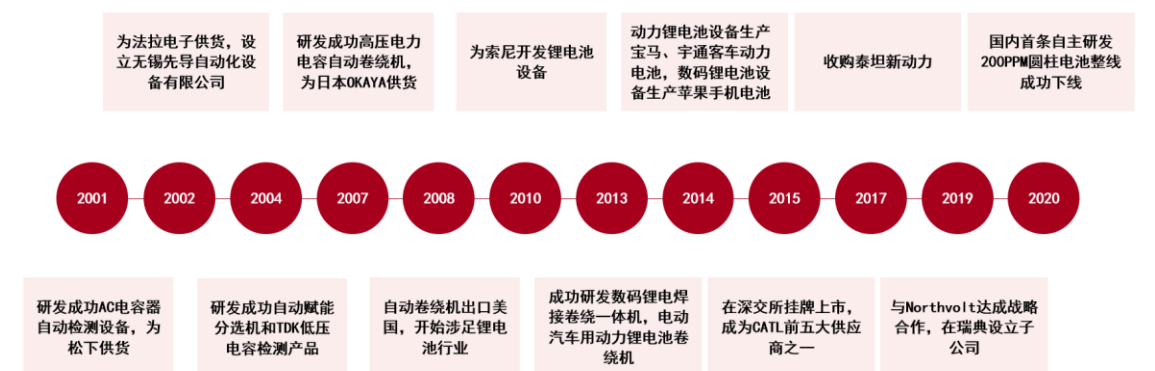 为法拉电子供货，设
立无锡先导自动化设
备有限公司
研发成功高压电力
电容自动卷绕机，
为日本OKAYA供货
为索尼开发锂电池
设备
动力锂电池设备生产
宝马、宇通客车动力
电池，数码锂电池设
备生产苹果手机电池
收购泰坦新动力
国内首条自主研发
200PPM圆柱电池整线
成功下线
2001
2002
2004
2007
2008
2010
2013
2014
2015
2017
2019
2020
研发成功AC电容器
自动检测设备，为
松下供货
研发成功自动赋能
分选机和ITDK低压
电容检测产品
自动卷绕机出口美
国，开始涉足锂电
池行业
成功研发数码锂电焊
接卷绕一体机，电动
汽车用动力锂电池卷
绕机
在深交所挂牌上市，
成为CATL前五大供应
商之一
与Northvolt达成战略
合作，在瑞典设立子
公司